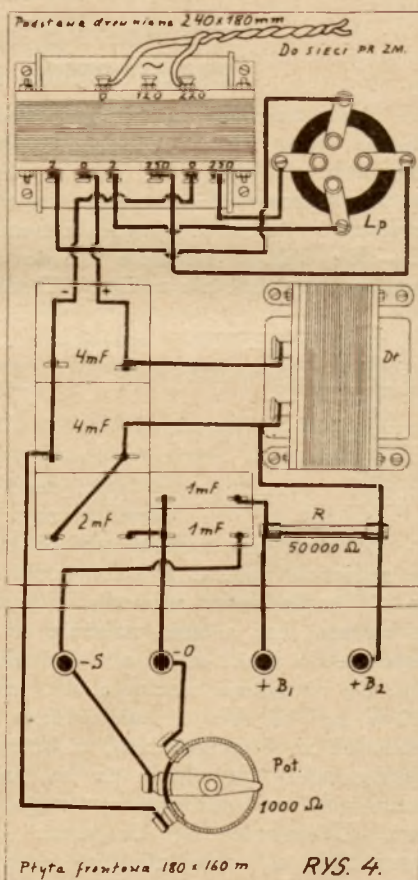 Podstawa drewniana 240x180mm
Do sieci pr zm.
~
0 120 220
2 0 2 250 0 250
Lp
- +
4mF
Dł
4mF
1mF
2mF
1mF
R
50000 Ω
-S -0 +B1 +B2
Pot.
1000 Ω
Płyta frontowa 180 x 160 m
RYS. 4.